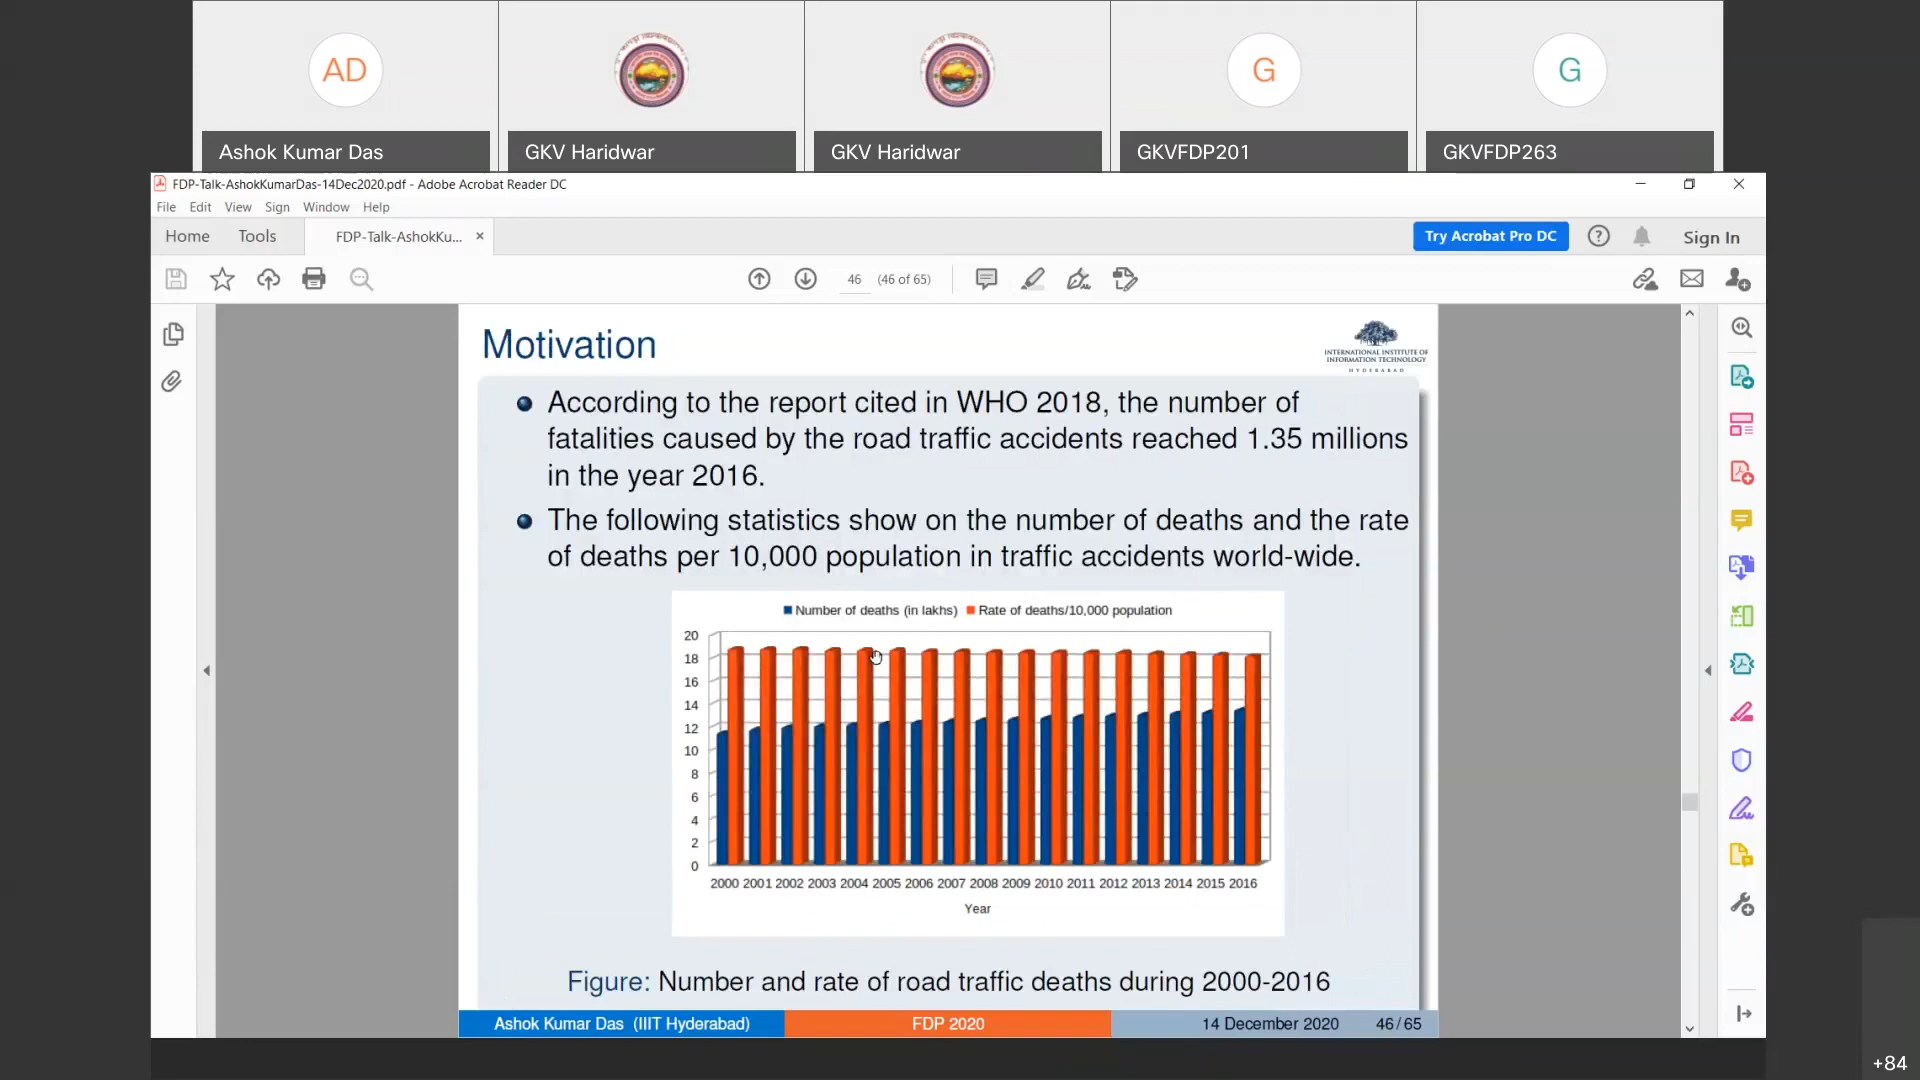 AD
G
G
Ashok Kumar Das
GKV Haridwar
GKV Haridwar
GKVFDP201
GKVFDP263
FDP-Talk-AshokKumarDas-14Dec2020.pdf - Adobe Acrobat Reader DC
File Edit View Sign Window Help
Home Tools FDP-Talk-AshokKu... × Try Acrobat Pro DC Sign In
46 (46 of 65)
Motivation
INTERNATIONAL INSTITUTE OF
INFORMATION TECHNOLOGY
HYDERABAD
According to the report cited in WHO 2018, the number of
fatalities caused by the road traffic accidents reached 1.35 millions
in the year 2016.
The following statistics show on the number of deaths and the rate
of deaths per 10,000 population in traffic accidents world-wide.
Number of deaths (in lakhs) Rate of deaths/10,000 population
20
18
16
14
12
10
8
6
4
2
0
2000 2001 2002 2003 2004 2005 2006 2007 2008 2009 2010 2011 2012 2013 2014 2015 2016
Year
Figure: Number and rate of road traffic deaths during 2000-2016
Ashok Kumar Das (IIIT Hyderabad) FDP 2020 14 December 2020 46/65
+84